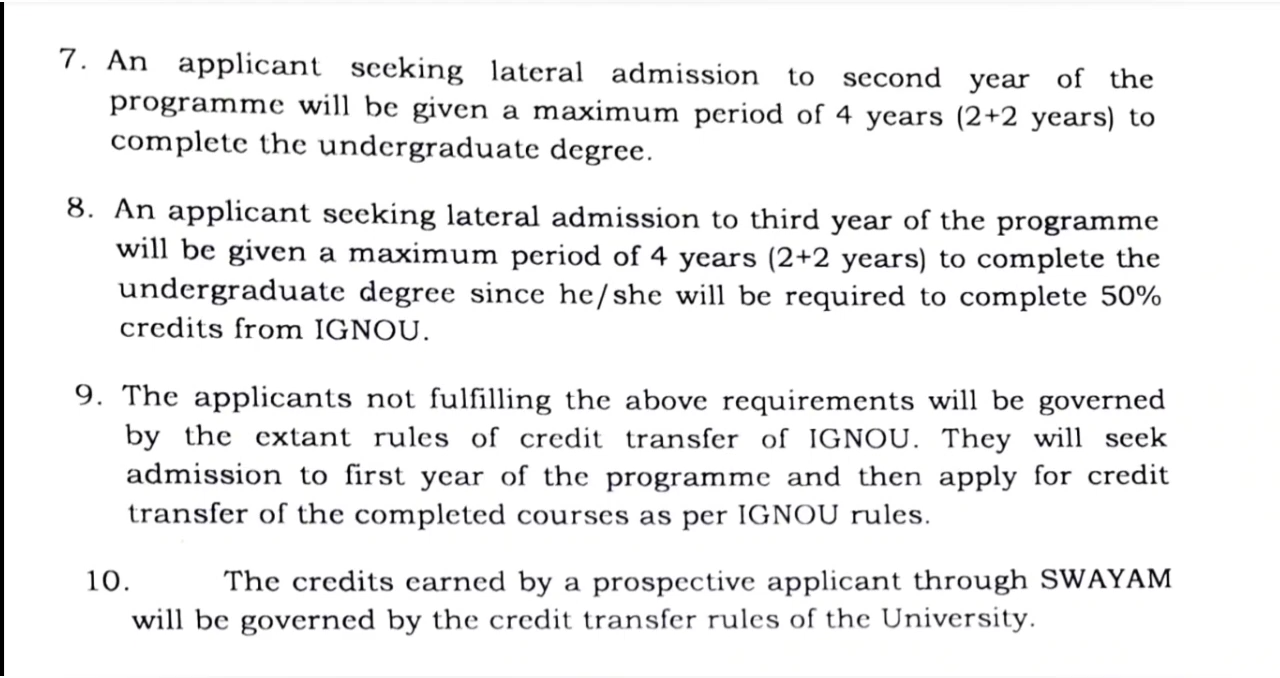 7. An applicant seeking lateral admission to second year of the
programme will be given a maximum period of 4 years (2+2 years) to
complete the undergraduate degree.
8. An applicant seeking lateral admission to third year of the programme
will be given a maximum period of 4 years (2+2 years) to complete the
undergraduate degree since he/she will be required to complete 50%
credits from IGNOU.
9. The applicants not fulfilling the above requirements will be governed
by the extant rules of credit transfer of IGNOU. They will seek
admission to first year of the programme and then apply for credit
transfer of the completed courses as per IGNOU rules.
10. The credits earned by a prospective applicant through SWAYAM
will be governed by the credit transfer rules of the University.